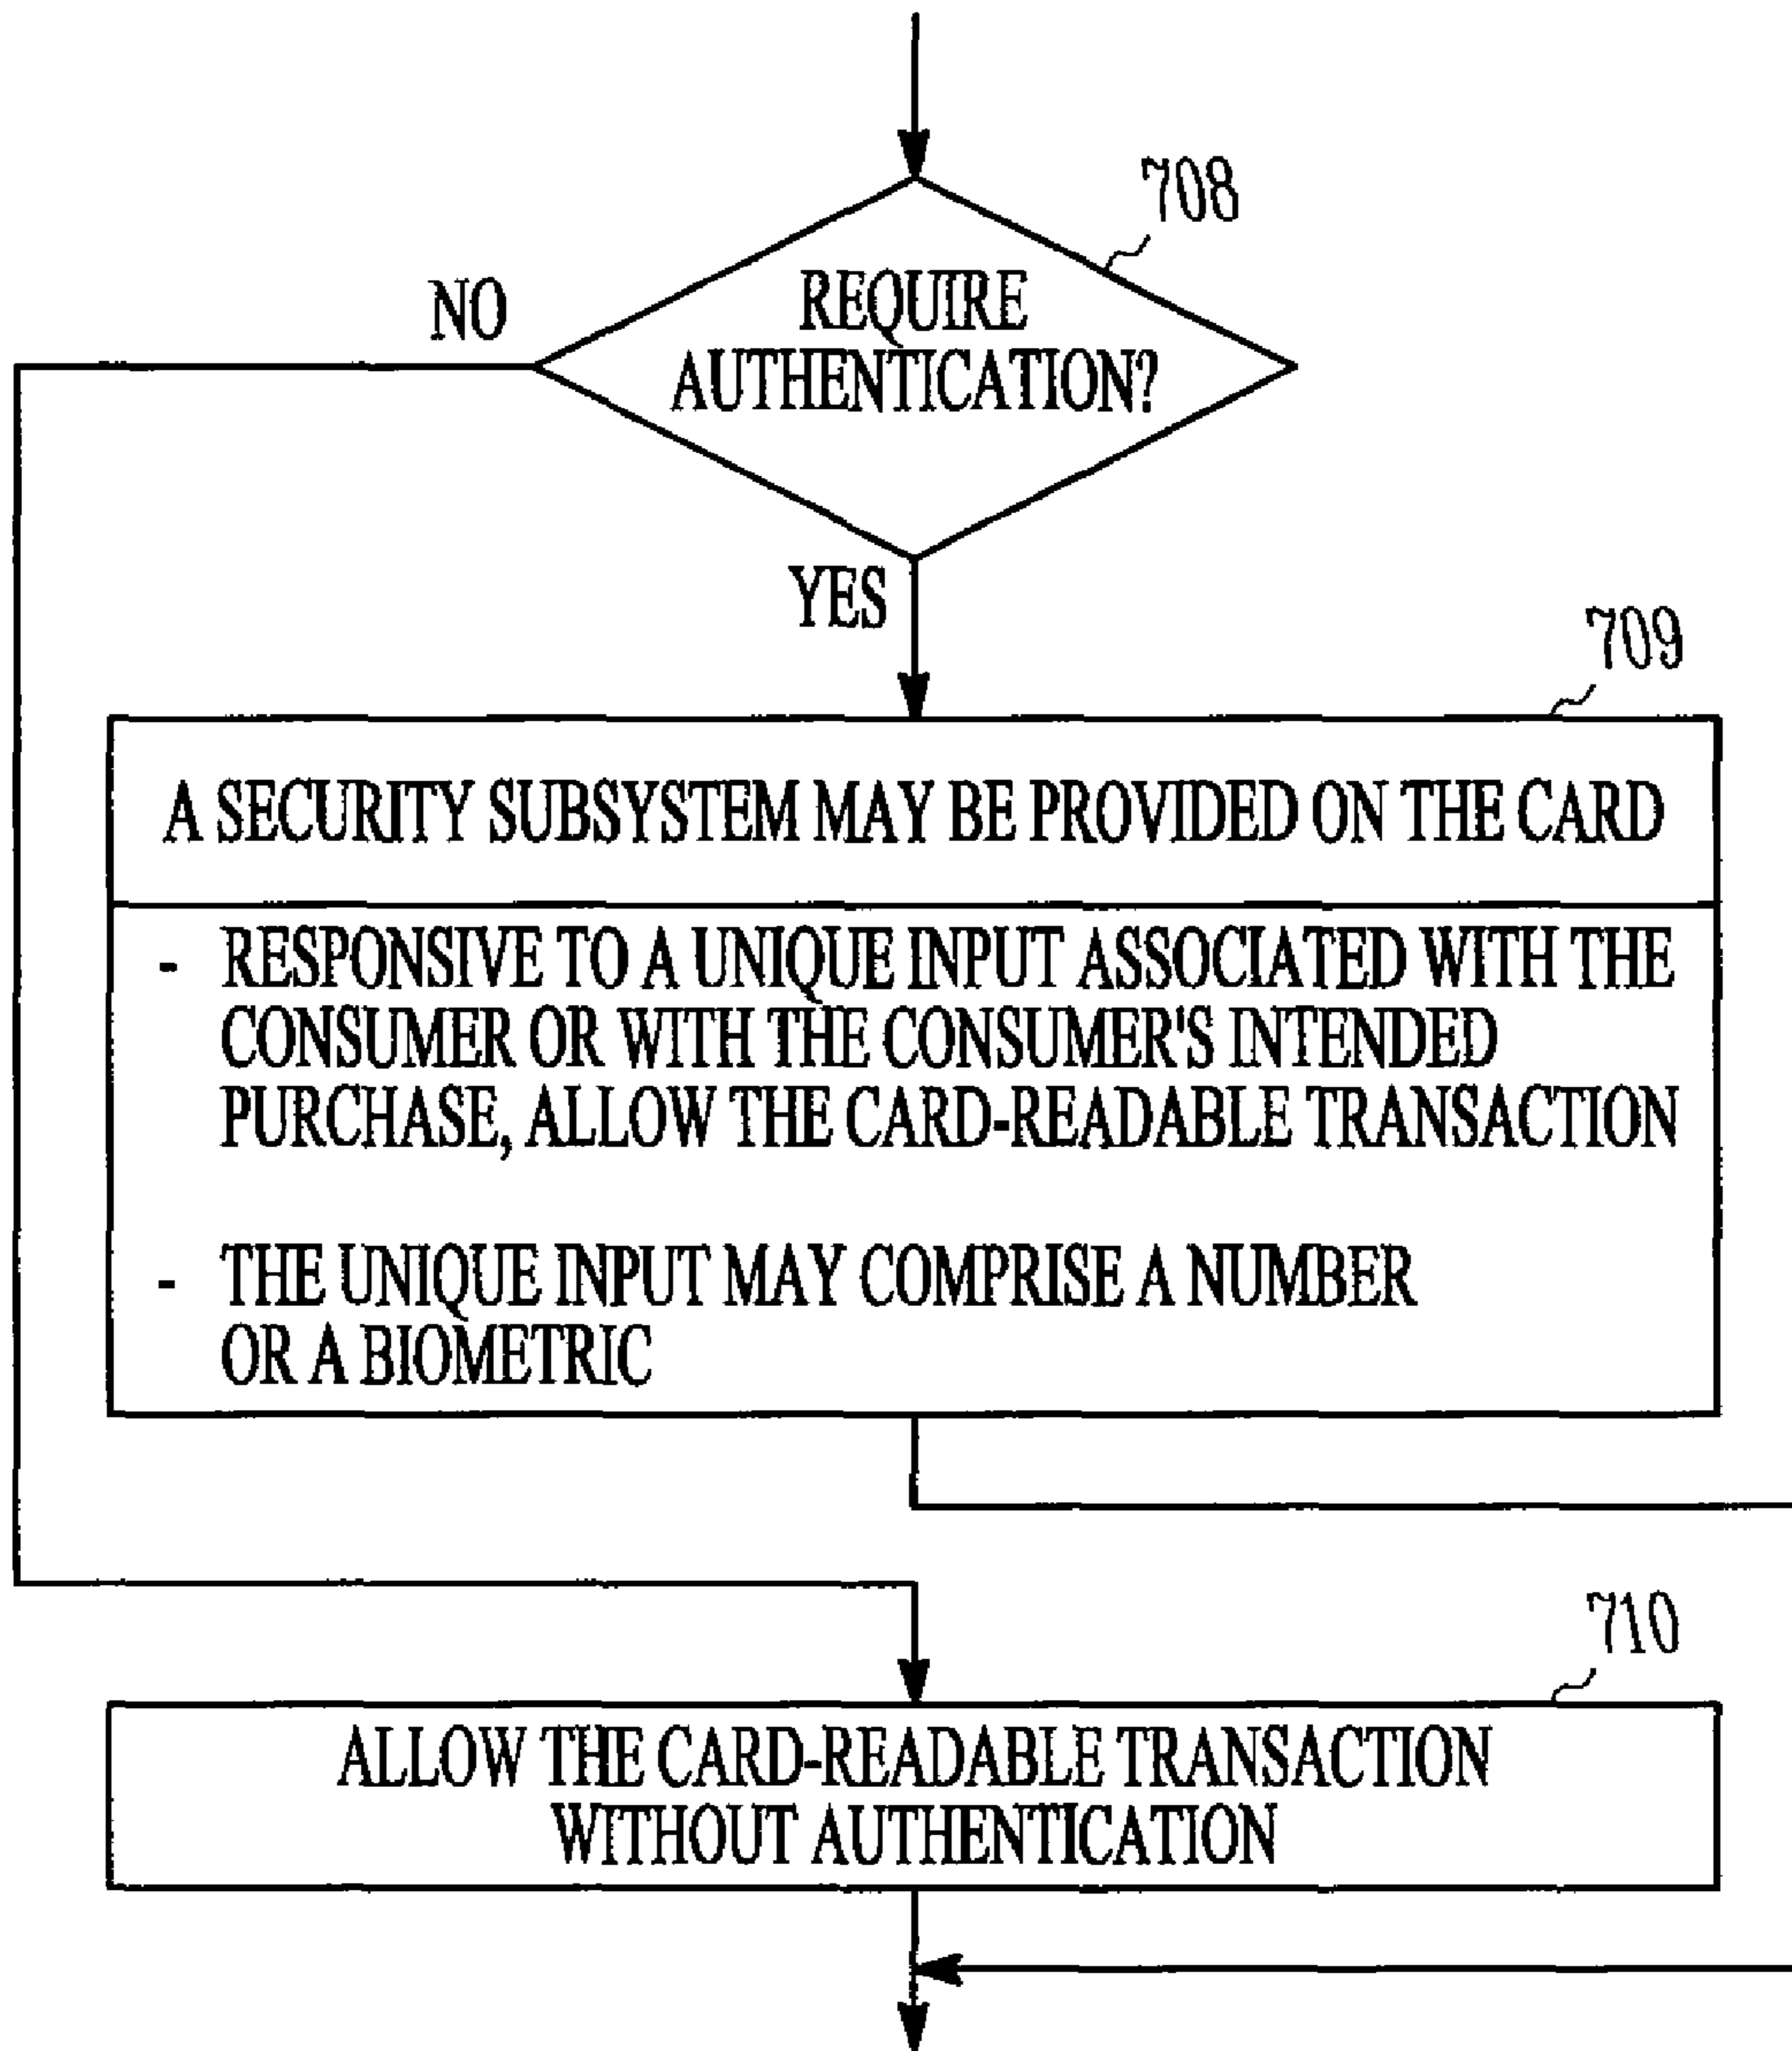 708
REQUIRE
AUTHENTICATION?
NO
YES
709
A SECURITY SUBSYSTEM MAY BE PROVIDED ON THE CARD
- RESPONSIVE TO A UNIQUE INPUT ASSOCIATED WITH THE
CONSUMER OR WITH THE CONSUMER'S INTENDED
PURCHASE, ALLOW THE CARD-READABLE TRANSACTION
- THE UNIQUE INPUT MAY COMPRISE A NUMBER
OR A BIOMETRIC
710
ALLOW THE CARD-READABLE TRANSACTION
WITHOUT AUTHENTICATION